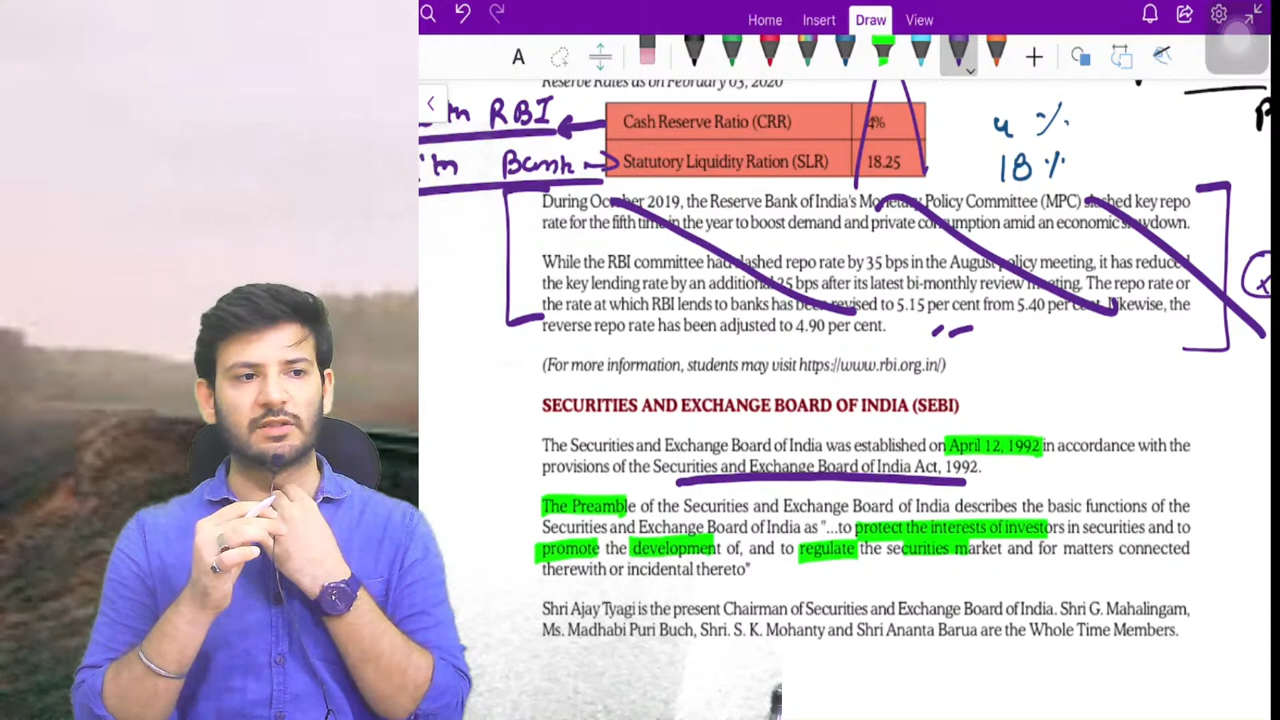 Home Insert Draw View
A
Reserve Rates as on February 03, 2020
Cash Reserve Ratio (CRR) 4%
Statutory Liquidity Ration (SLR) 18.25
RBI
Bank
4 %
18 %
During October 2019, the Reserve Bank of India's Monetary Policy Committee (MPC) slashed key repo
rate for the fifth time in the year to boost demand and private consumption amid an economic slowdown.
While the RBI committee had slashed repo rate by 35 bps in the August policy meeting, it has reduced
the key lending rate by an additional 25 bps after its latest bi-monthly review meeting. The repo rate or
the rate at which RBI lends to banks has been revised to 5.15 per cent from 5.40 per cent. Likewise, the
reverse repo rate has been adjusted to 4.90 per cent.
(For more information, students may visit https://www.rbi.org.in/)
SECURITIES AND EXCHANGE BOARD OF INDIA (SEBI)
The Securities and Exchange Board of India was established on April 12, 1992 in accordance with the
provisions of the Securities and Exchange Board of India Act, 1992.
The Preamble of the Securities and Exchange Board of India describes the basic functions of the
Securities and Exchange Board of India as "...to protect the interests of investors in securities and to
promote the development of, and to regulate the securities market and for matters connected
therewith or incidental thereto"
Shri Ajay Tyagi is the present Chairman of Securities and Exchange Board of India. Shri G. Mahalingam,
Ms. Madhabi Puri Buch, Shri. S. K. Mohanty and Shri Ananta Barua are the Whole Time Members.